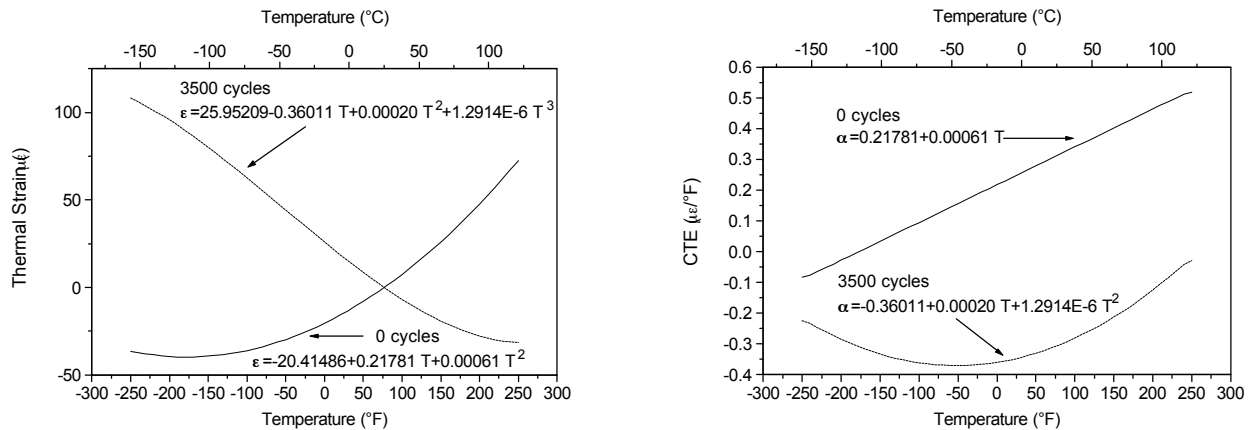 Temperature (°C)
-150 -100 -50 0 50 100
3500 cycles
ε=25.95209-0.36011 T+0.00020 T²+1.2914E-6 T³
100
50
0
-50
Thermal Strain
0 cycles
ε=-20.41486+0.21781 T+0.00061 T²
-300 -250 -200 -150 -100 -50 0 50 100 150 200 250 300
Temperature (°F)
Temperature (°C)
-150 -100 -50 0 50 100
0.6
0.5
0.4
0.3
0.2
0.1
0.0
-0.1
-0.2
-0.3
-0.4
CTE (με/°F)
0 cycles
α=0.21781+0.00061 T
3500 cycles
α=-0.36011+0.00020 T+1.2914E-6 T²
-300 -250 -200 -150 -100 -50 0 50 100 150 200 250 300
Temperature (°F)